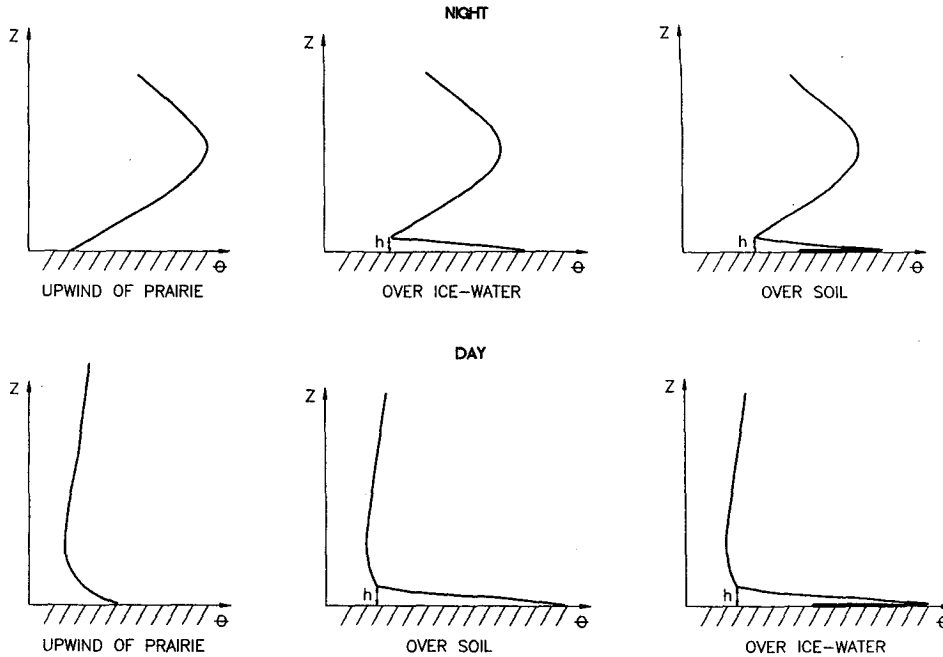 NIGHT
Z
Z
Z
h
h
Θ
Θ
Θ
UPWIND OF PRAIRIE
OVER ICE-WATER
OVER SOIL
DAY
Z
Z
Z
h
h
Θ
Θ
Θ
UPWIND OF PRAIRIE
OVER SOIL
OVER ICE-WATER